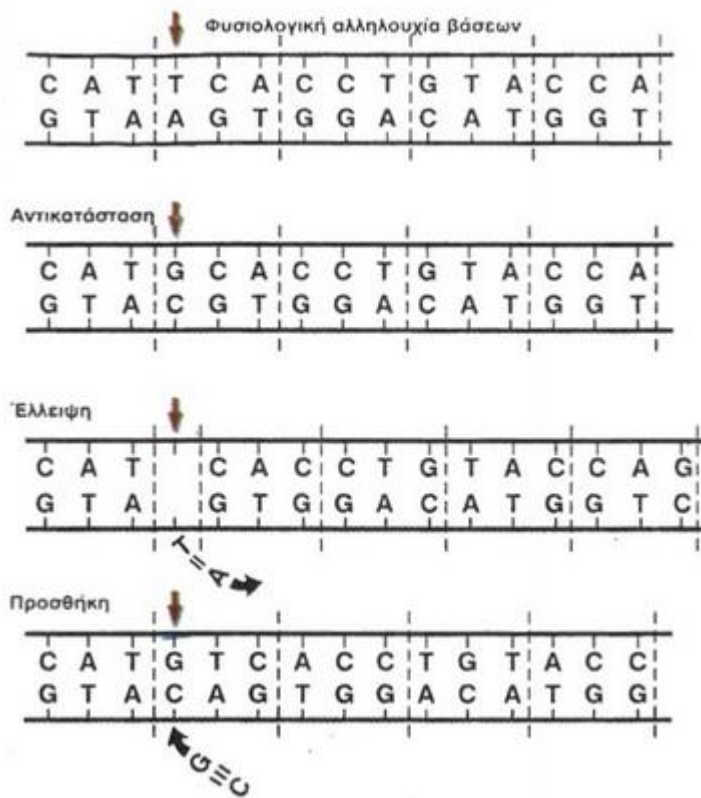 Φυσιολογική αλληλουχία βάσεων
C A T T C A C C T G T A C C A
G T A A G T G G A C A T G G T
Αντικατάσταση
C A T G C A C C T G T A C C A
G T A C G T G G A C A T G G T
Έλλειψη
C A T C A C C T G T A C C A G
G T A G T G G A C A T G G T C
T=A
Προσθήκη
C A T G T C A C C T G T A C C
G T A C A G T G G A C A T G G
G≡C